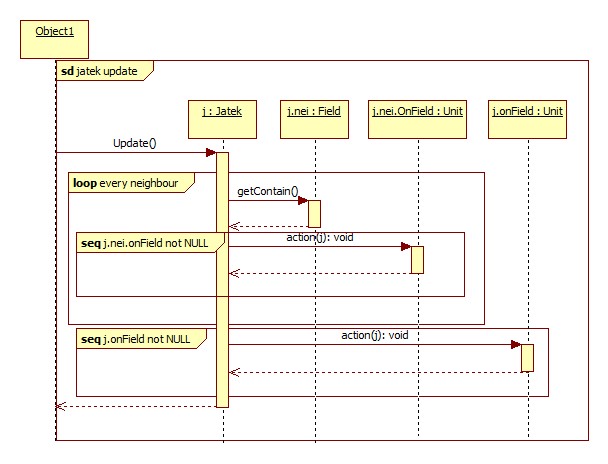 Object1
sd jatek update
j : Jatek
j.nei : Field
j.nei.OnField : Unit
j.onField : Unit
Update()
loop every neighbour
getContain()
seq j.nei.onField not NULL
action(j): void
seq j.onField not NULL
action(j): void